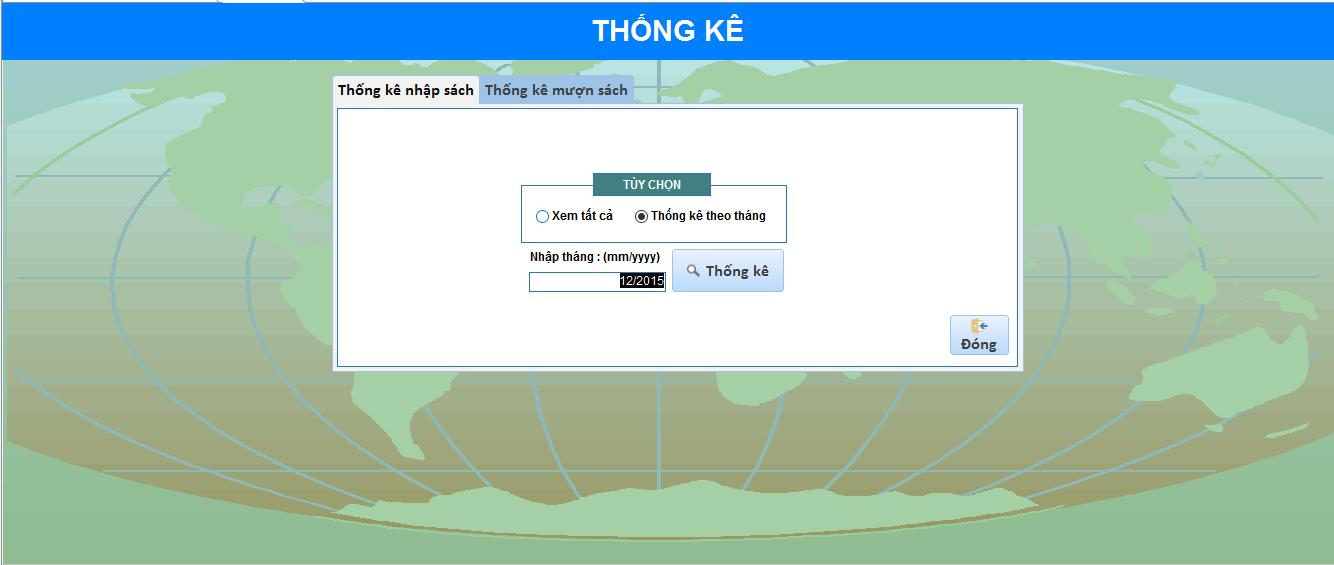 THỐNG KÊ
Thống kê nhập sách Thống kê mượn sách
TÙY CHỌN
Xem tất cả Thống kê theo tháng
Nhập tháng : (mm/yyyy)
12/2015 Thống kê
Đóng